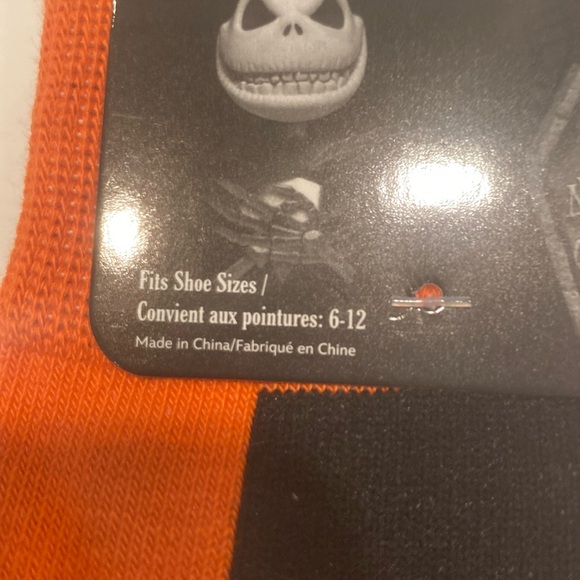 Fits Shoe Sizes /
Convient aux pointures: 6-12
Made in China/Fabriqué en Chine